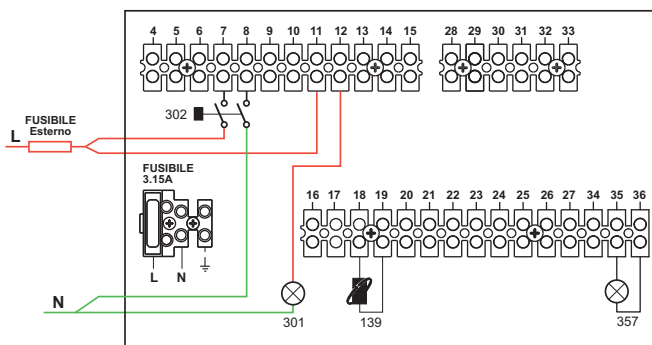 4 5 6 7 8 9 10 11 12 13 14 15
28 29 30 31 32 33
302
FUSIBILE
Esterno
L
FUSIBILE
3.15A
L N
16 17 18 19 20 21 22 23 24 25 26 27 34 35 36
N
301
139
357